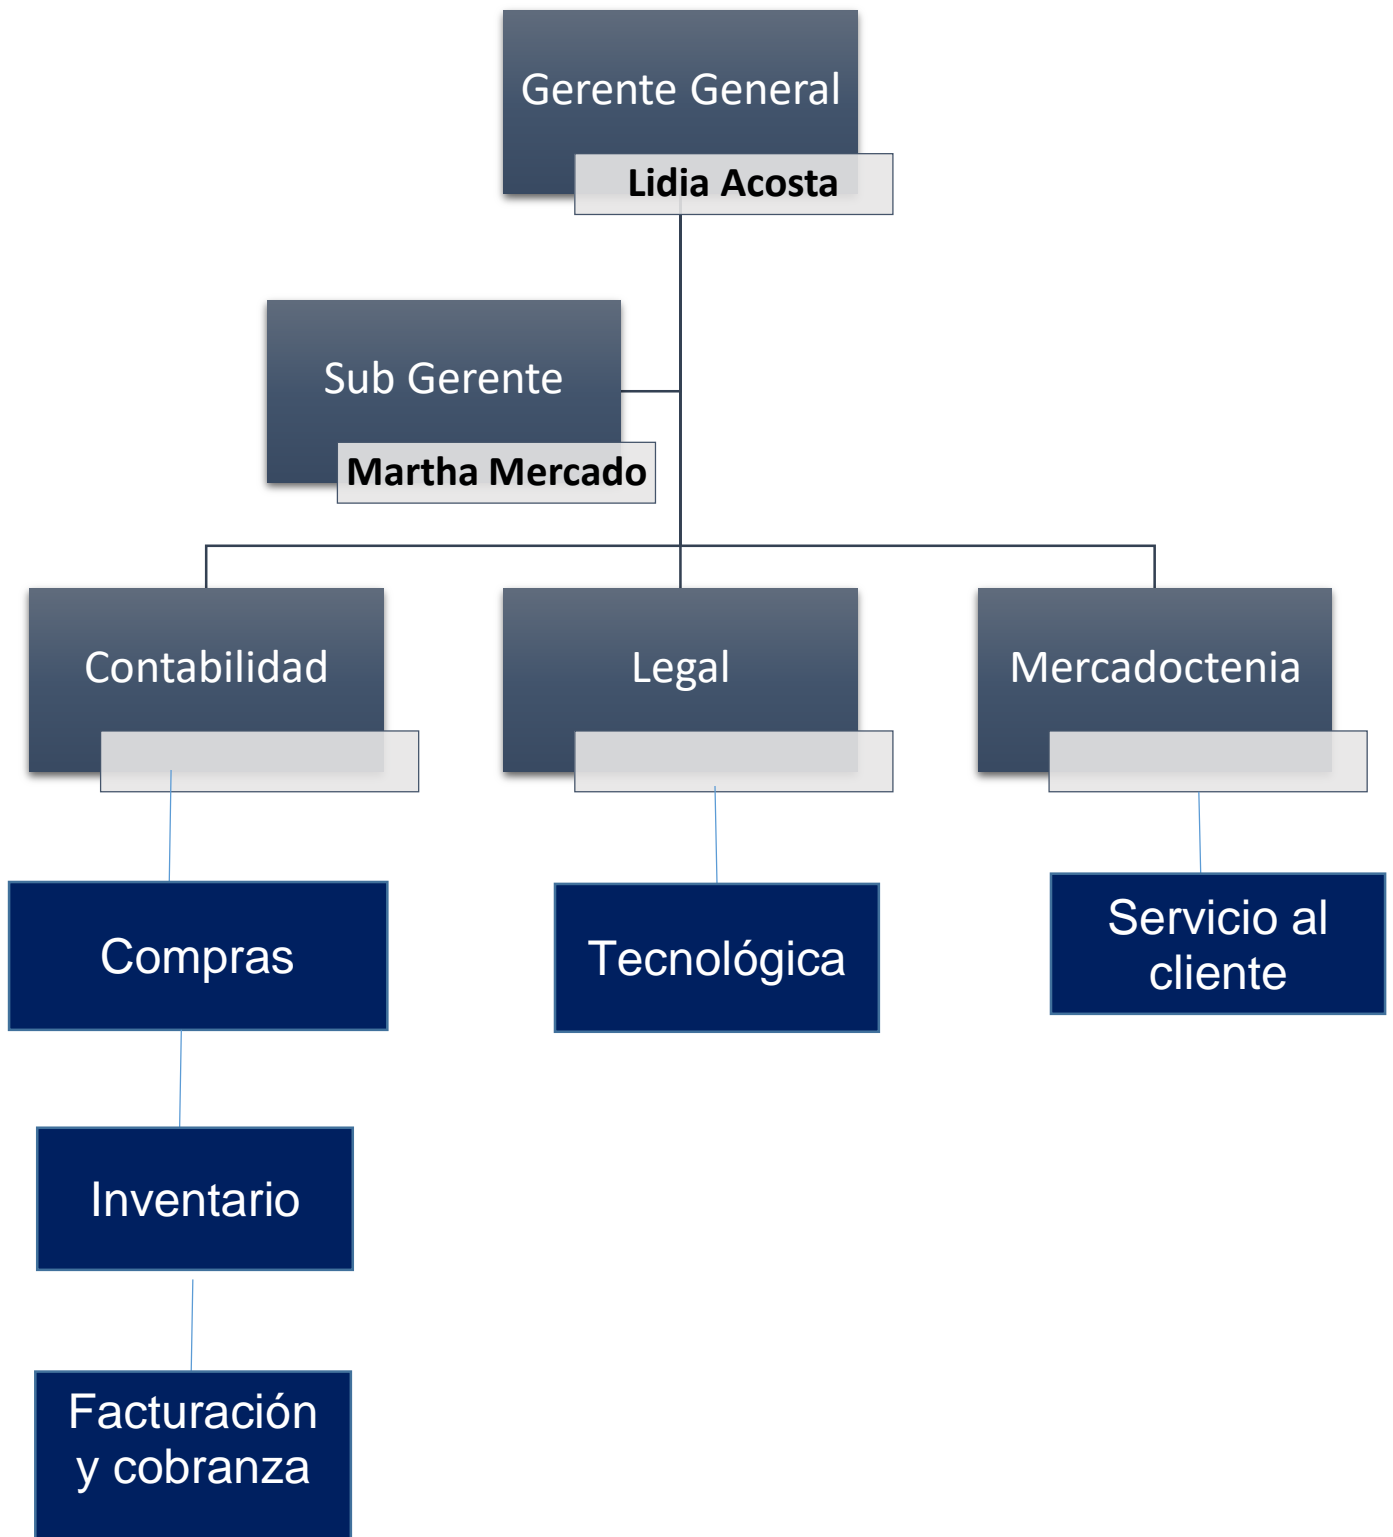 Gerente General
Lidia Acosta
Sub Gerente
Martha Mercado
Contabilidad
Legal
Mercadoctenia
Compras
Tecnológica
Servicio al
cliente
Inventario
Facturación
y cobranza